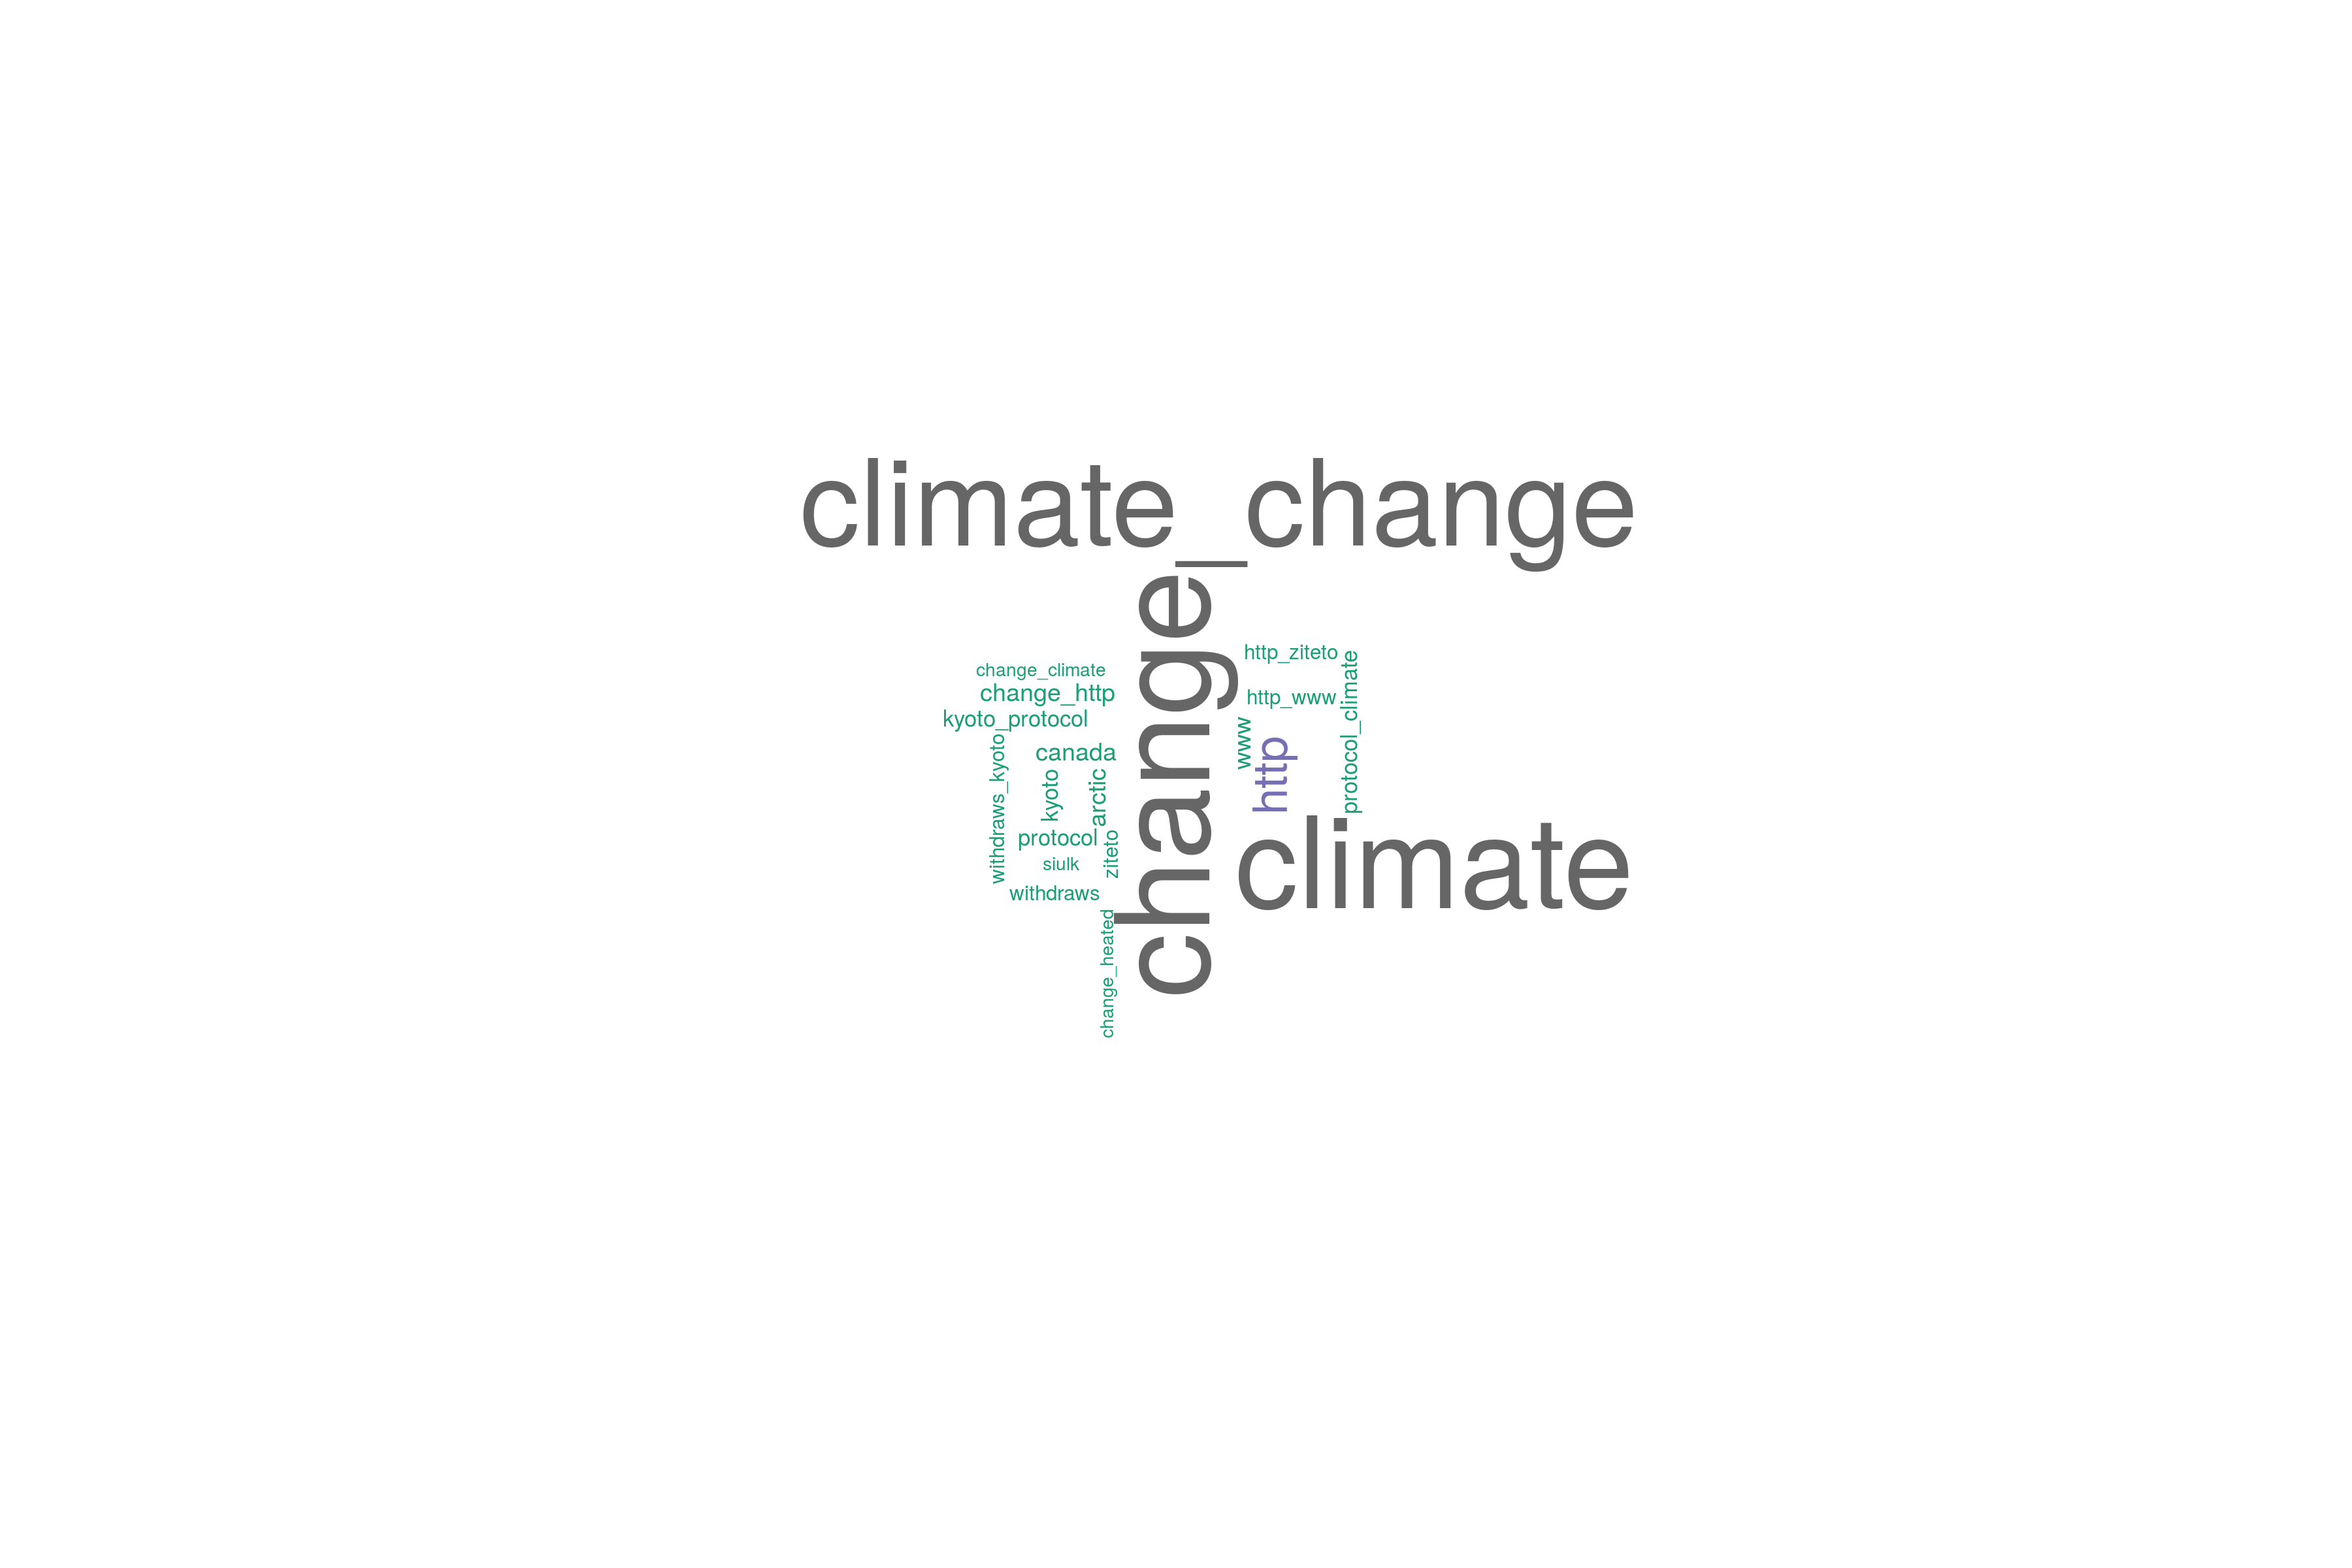 climate_change
change
http_ziteto
change_climate
change_http
http_www
kyoto_protocol
protocol_climate
www
http
canada
withdraws_kyoto
kyoto
arctic
protocol
ziteto
siulk
climate
withdraws
change_heated